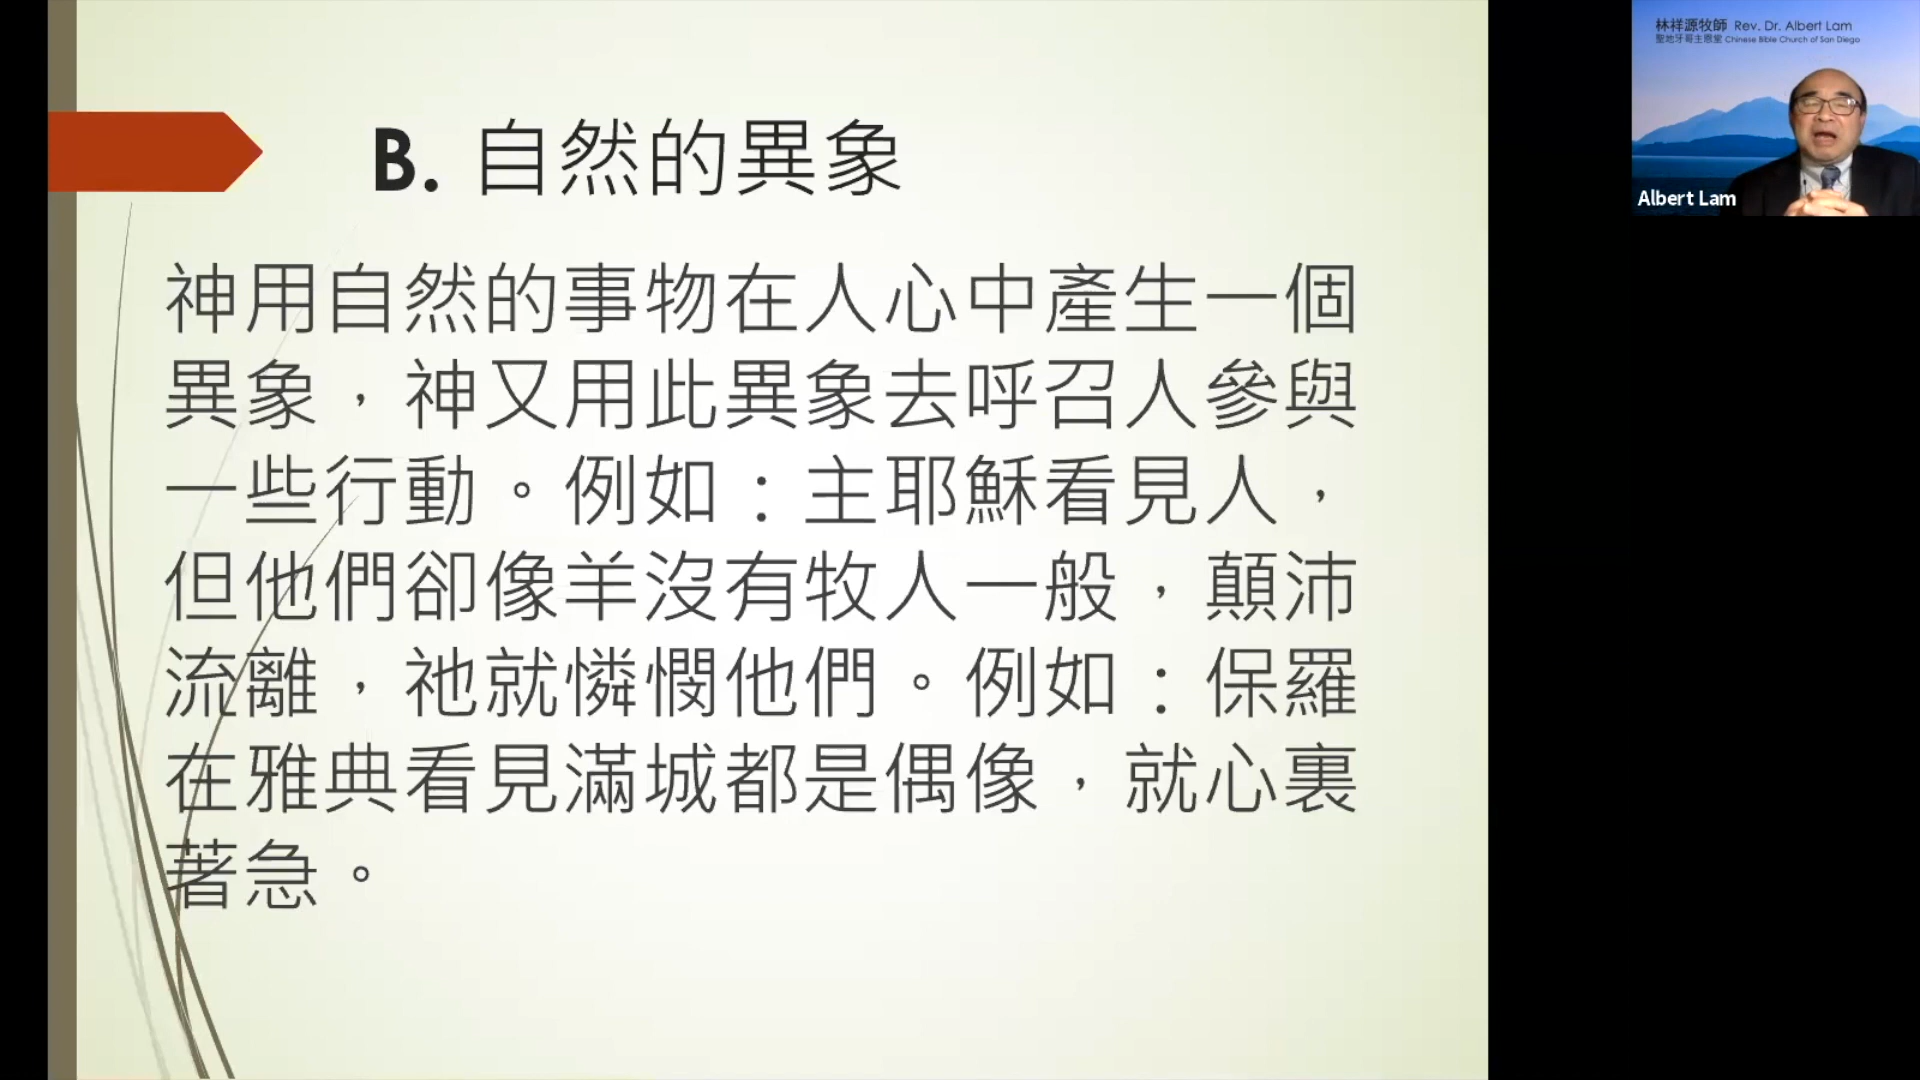 B. 自然的異象
神用自然的事物在人心中產生一個
異象，神又用此異象去呼召人參與
一些行動。例如：主耶穌看見人，
但他們卻像羊沒有牧人一般，顛沛
流離，祂就憐憫他們。例如：保羅
在雅典看見滿城都是偶像，就心裏
著急。
林祥源牧師 Rev. Dr. Albert Lam
聖地牙哥主恩堂 Chinese Bible Church of San Diego
Albert Lam